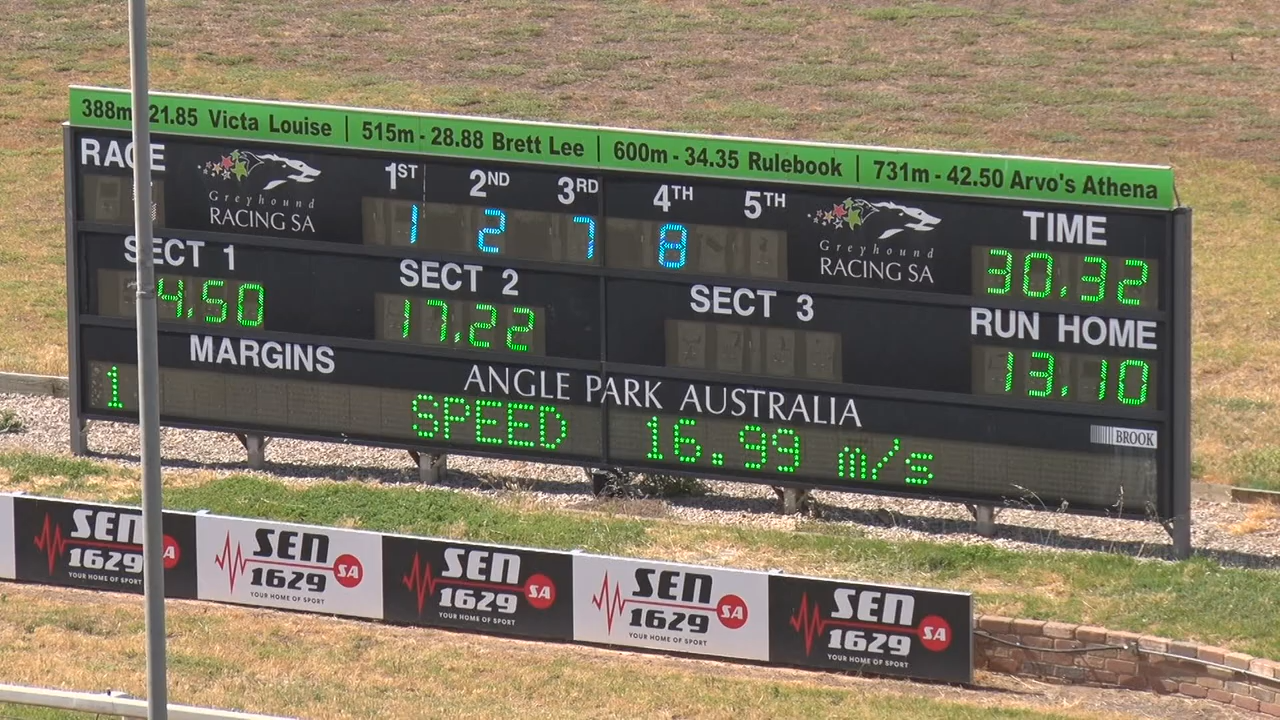 388m 21.85 Victa Louise | 515m - 28.88 Brett Lee | 600m - 34.35 Rulebook | 731m - 42.50 Arvo's Athena
RACE
Greyhound
RACING SA
1ST 2ND 3RD 4TH 5TH
1 2 7 8
Greyhound
RACING SA
TIME
30.32
SECT 1
4.50
SECT 2
17.22
SECT 3
RUN HOME
13.10
MARGINS
ANGLE PARK AUSTRALIA
BROOK
1 SPEED 16.99 m/s
SEN
1629
A
YOUR HOME OF SPORT
SEN
1629
SA
YOUR HOME OF SPORT
SEN
1629
SA
YOUR HOME OF SPORT
SEN
1629
SA
YOUR HOME OF SPORT
SEN
1629
SA
YOUR HOME OF SPORT